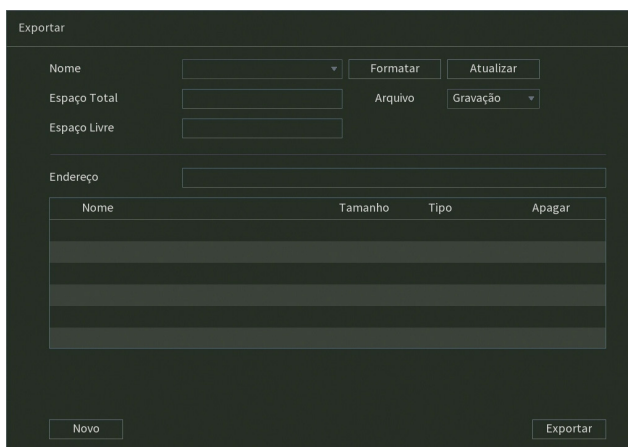 Exportar
Nome Formatar Atualizar
Espaço Total Arquivo Gravação
Espaço Livre
Endereço
Nome Tamanho Tipo Apagar
Novo Exportar